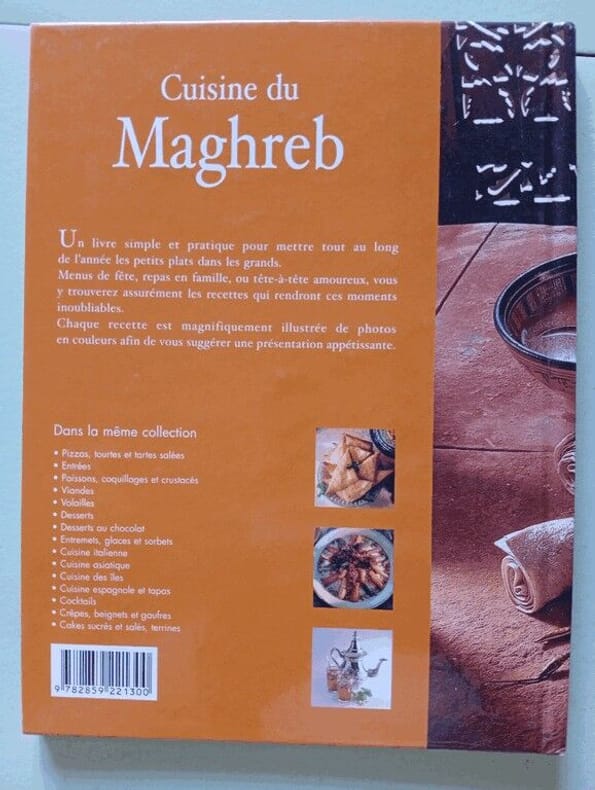 Cuisine du
Maghreb
Un livre simple et pratique pour mettre tout au long
de l'année les petits plats dans les grands.
Menus de fête, repas en famille, ou tête-à-tête amoureux, vous
y trouverez assurément les recettes qui rendront ces moments
inoubliables.
Chaque recette est magnifiquement illustrée de photos
en couleurs afin de vous suggérer une présentation appétissante.
Dans la même collection
• Pizzas, tourtes et tartes salées
• Entrées
• Poissons, coquillages et crustacés
• Viandes
• Volailles
• Desserts
• Desserts au chocolat
• Entremets, glaces et sorbets
• Cuisine italienne
• Cuisine asiatique
• Cuisine des îles
• Cuisine espagnole et tapas
• Cocktails
• Crêpes, beignets et gaufres
• Cakes sucrés et salés, terrines
9 782859 221300